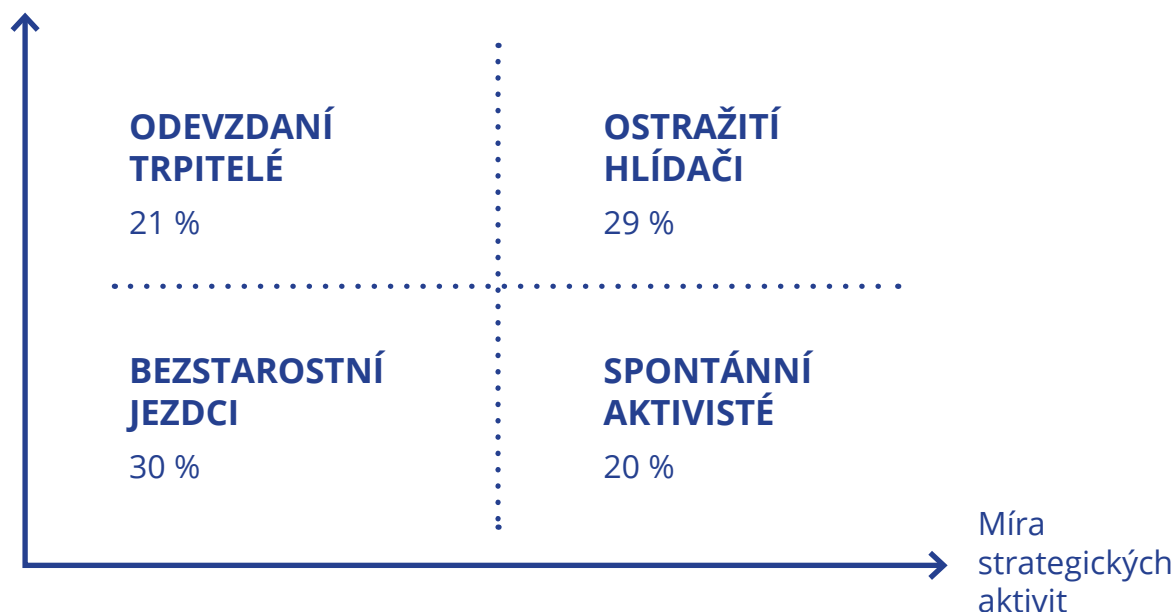 ODEVZDANÍ
TRPITELÉ
21 %
OSTRAŽITÍ
HLÍDAČI
29 %
BEZSTAROSTNÍ
JEZDCI
30 %
SPONTÁNNÍ
AKTIVISTÉ
20 %
Míra
strategických
aktivit